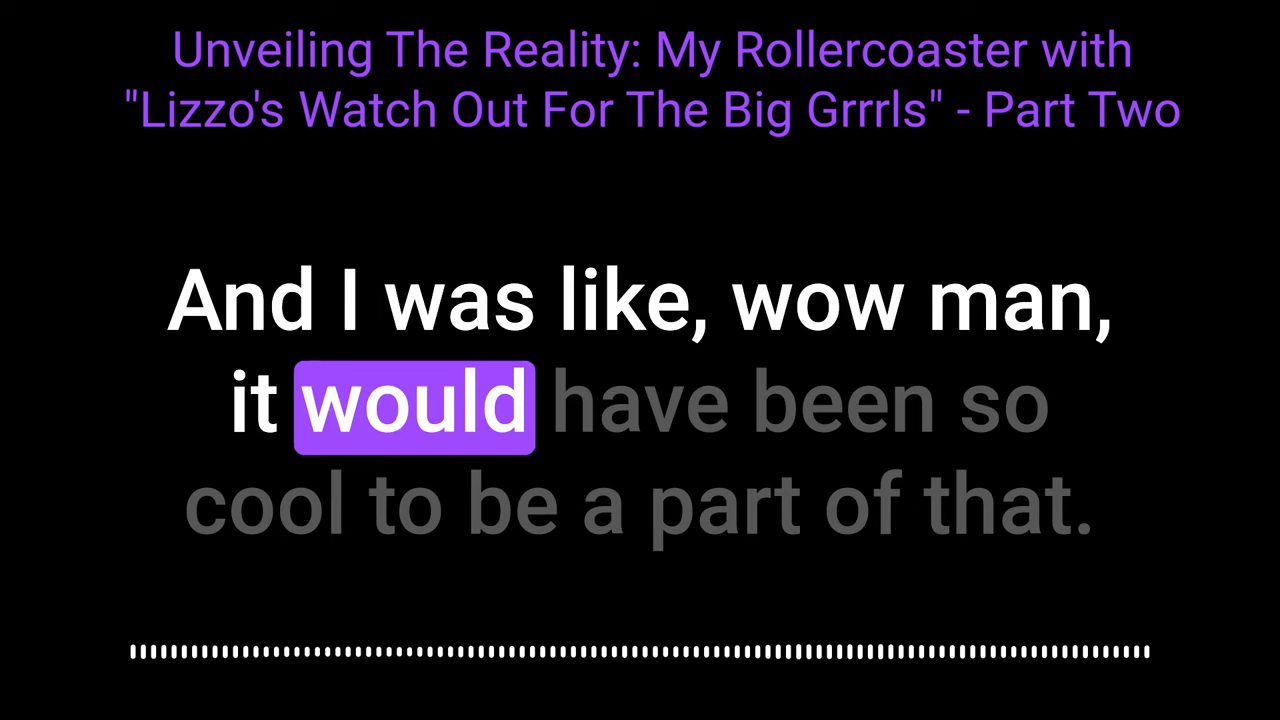 Unveiling The Reality: My Rollercoaster with
"Lizzo's Watch Out For The Big Grrrls" - Part Two
And I was like, wow man,
it would have been so
cool to be a part of that.